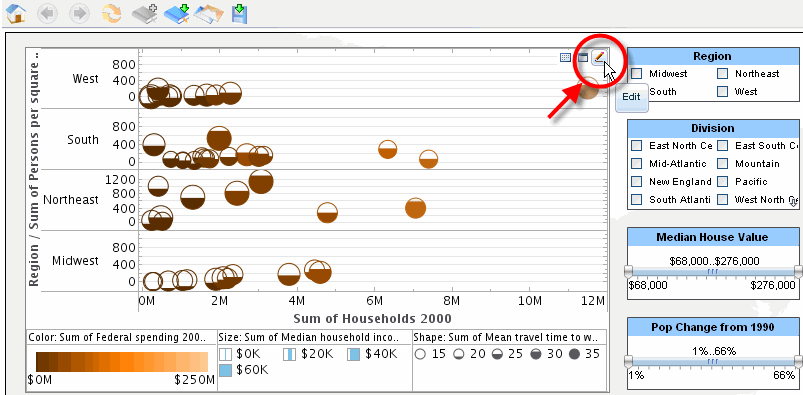 Region / Sum of Persons per square ..
West
800
400
0
South
800
400
0
Northeast
1200
800
400
0
Midwest
800
400
0
0M 2M 4M 6M 8M 10M 12M
Sum of Households 2000
Color: Sum of Federal spending 200..
$0M $250M
Size: Sum of Median household inco..
$0K $20K $40K
$60K
Shape: Sum of Mean travel time to w..
15 20 25 30 35
Edit
Region
Midwest Northeast
South West
Division
East North Ce East South C
Mid-Atlantic Mountain
New England Pacific
South Atlanti West North
Median House Value
$68,000..$276,000
$68,000 $276,000
Pop Change from 1990
1%..66%
1% 66%